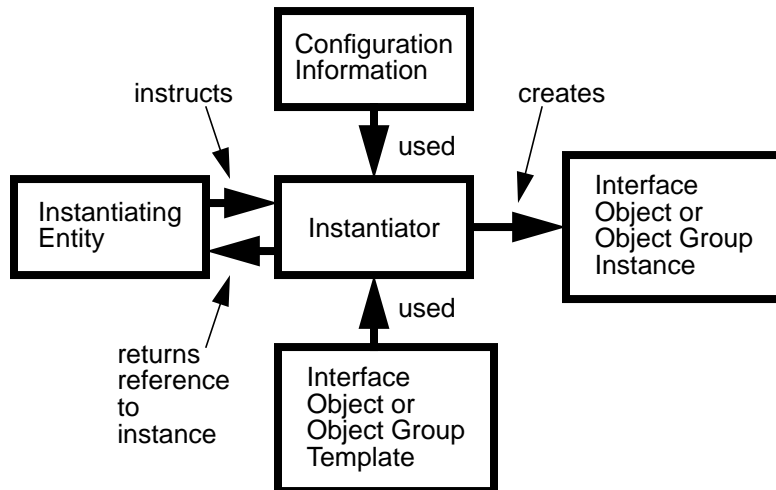 Configuration
Information
instructs
creates
used
Instantiating
Entity
Instantiator
Interface
Object or
Object Group
Instance
used
returns
reference
to
instance
Interface
Object or
Object Group
Template